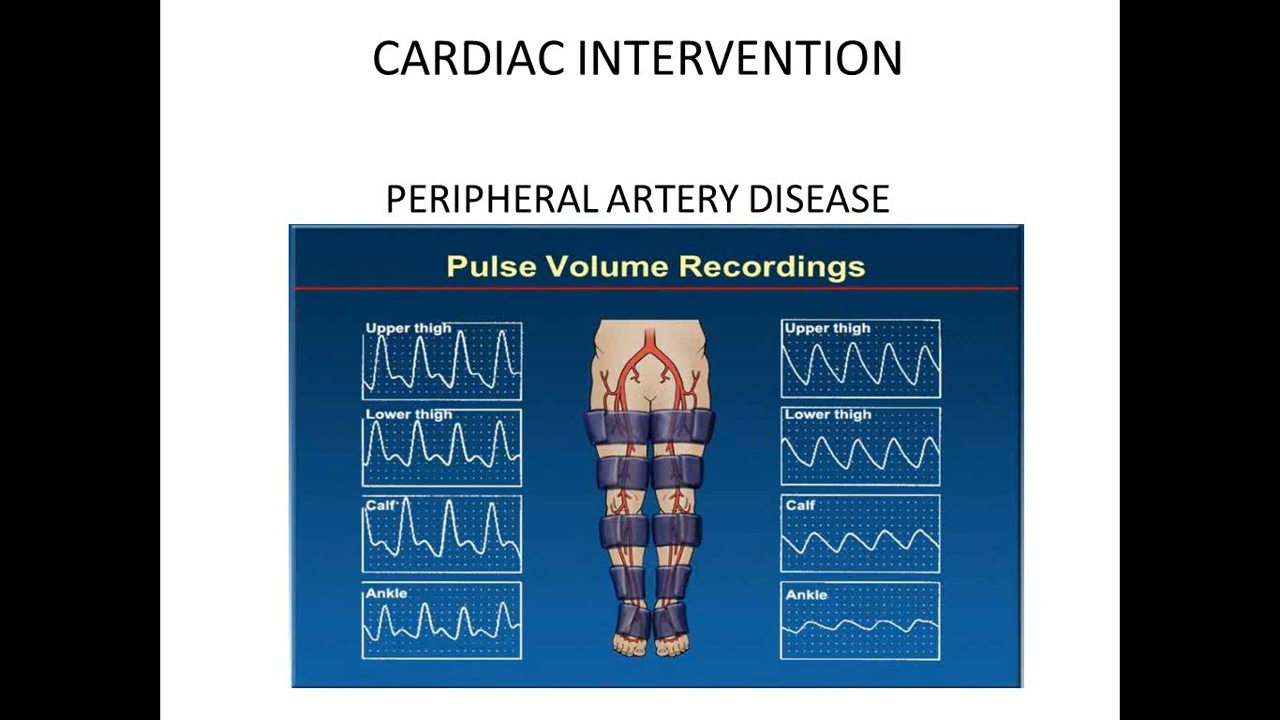 CARDIAC INTERVENTION
PERIPHERAL ARTERY DISEASE
Pulse Volume Recordings
Upper thigh
Lower thigh
Calf
Ankle
Upper thigh
Lower thigh
Calf
Ankle